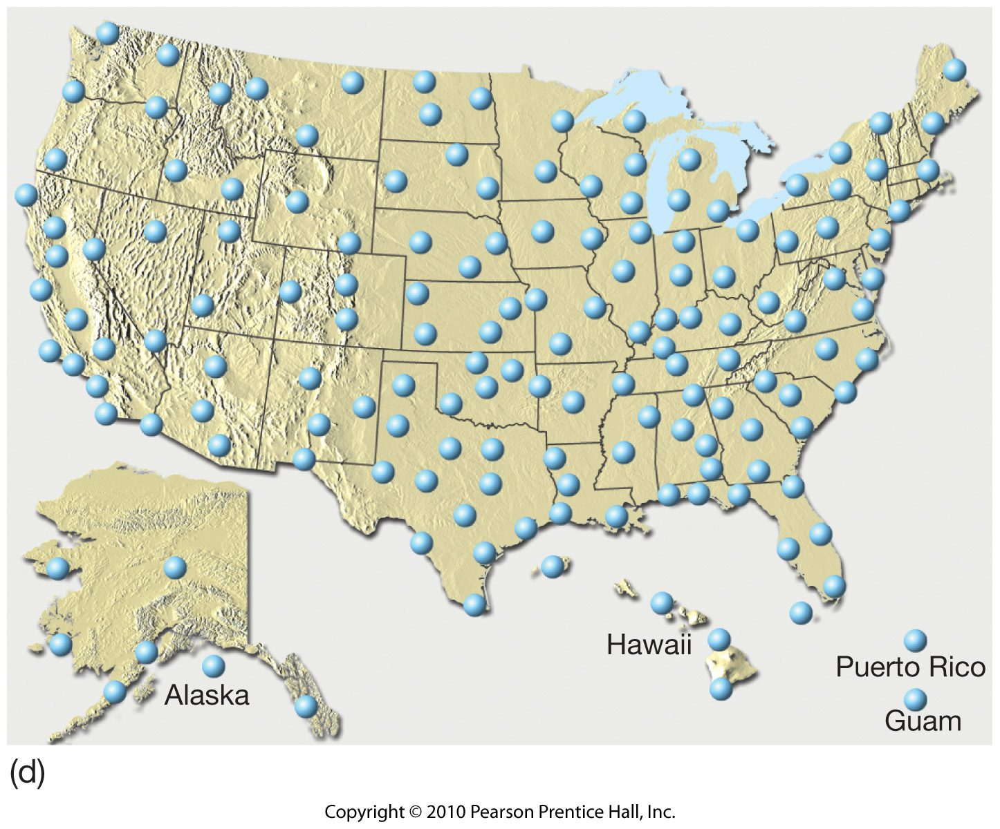 Hawaii
Puerto Rico
Alaska
Guam
(d)
Copyright © 2010 Pearson Prentice Hall, Inc.